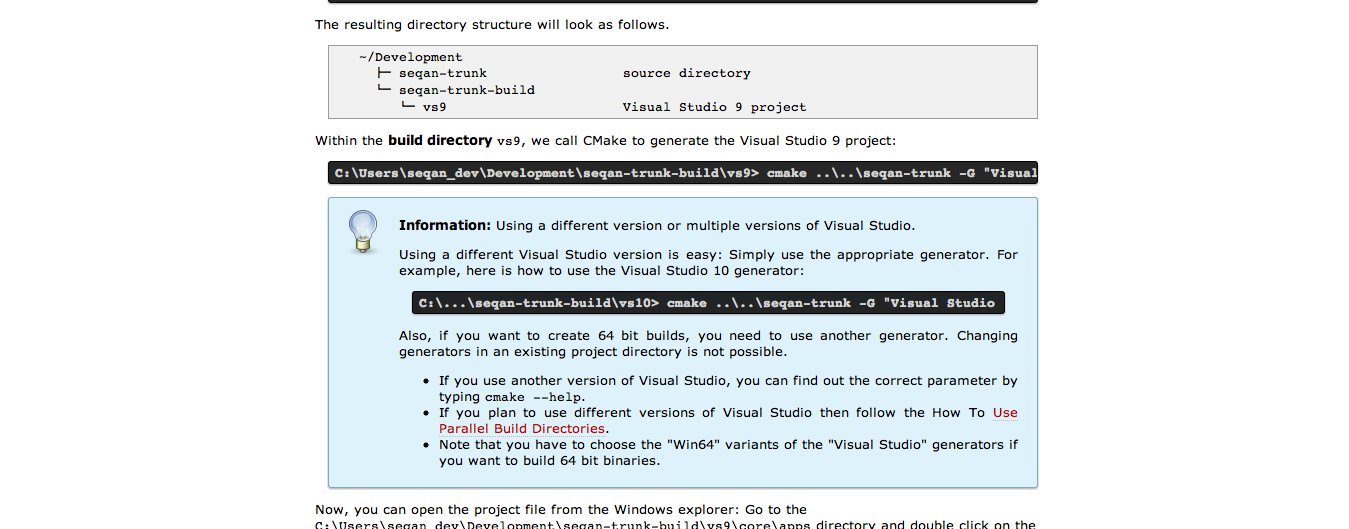 The resulting directory structure will look as follows.
~/Development
├─ seqan-trunk                 source directory
└─ seqan-trunk-build
└─ vs9                      Visual Studio 9 project
Within the build directory vs9, we call CMake to generate the Visual Studio 9 project:
C:\Users\seqan_dev\Development\seqan-trunk-build\vs9> cmake ..\..\seqan-trunk -G "Visual
Information: Using a different version or multiple versions of Visual Studio.
Using a different Visual Studio version is easy: Simply use the appropriate generator. For
example, here is how to use the Visual Studio 10 generator:
C:\...\seqan-trunk-build\vs10> cmake ..\..\seqan-trunk -G "Visual Studio
Also, if you want to create 64 bit builds, you need to use another generator. Changing
generators in an existing project directory is not possible.
• If you use another version of Visual Studio, you can find out the correct parameter by
typing cmake --help.
• If you plan to use different versions of Visual Studio then follow the How To Use
Parallel Build Directories.
• Note that you have to choose the "Win64" variants of the "Visual Studio" generators if
you want to build 64 bit binaries.
Now, you can open the project file from the Windows explorer: Go to the
C:\Users\seqan_dev\Development\seqan-trunk-build\vs9\core\apps directory and double click on the